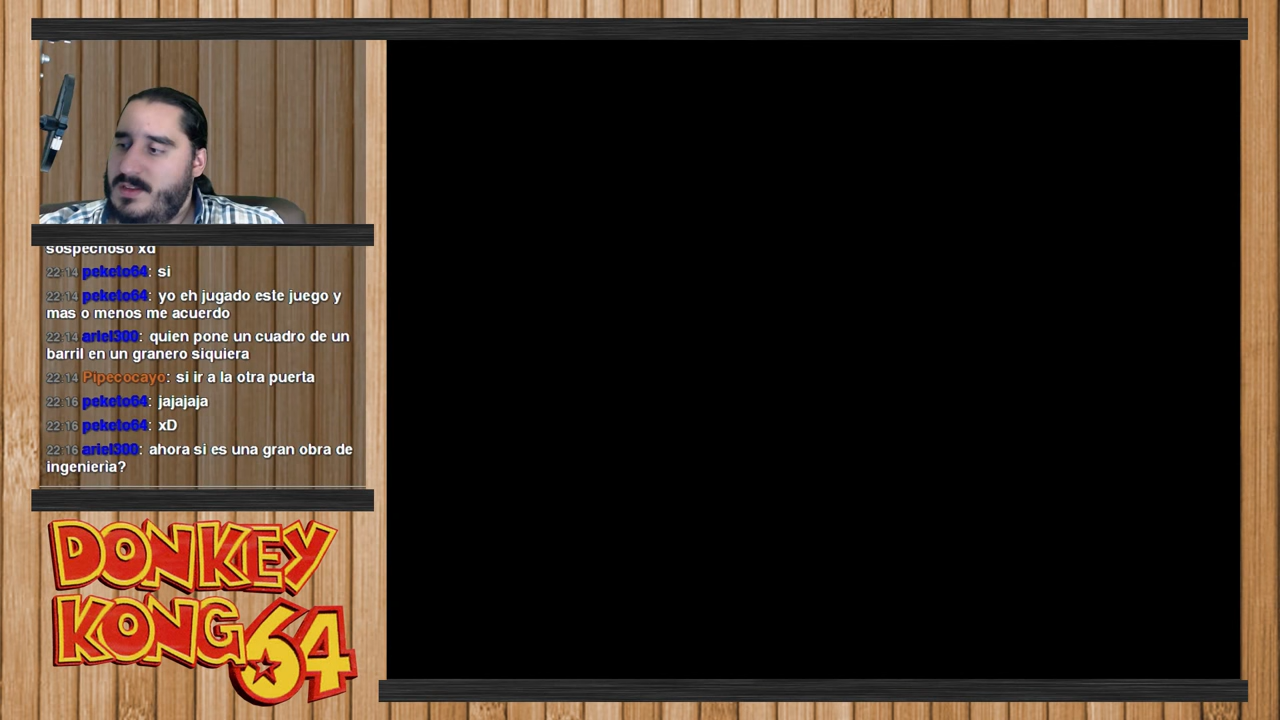 sospechoso xd
22:14 peketo64: si
22:14 peketo64: yo eh jugado este juego y
mas o menos me acuerdo
22:14 ariel300: quien pone un cuadro de un
barril en un granero siquiera
22:14 Pipecocayo: si ir a la otra puerta
22:16 peketo64: jajajaja
22:16 peketo64: xD
22:16 ariel300: ahora si es una gran obra de
ingenieria?
DONKEY
KONG 64